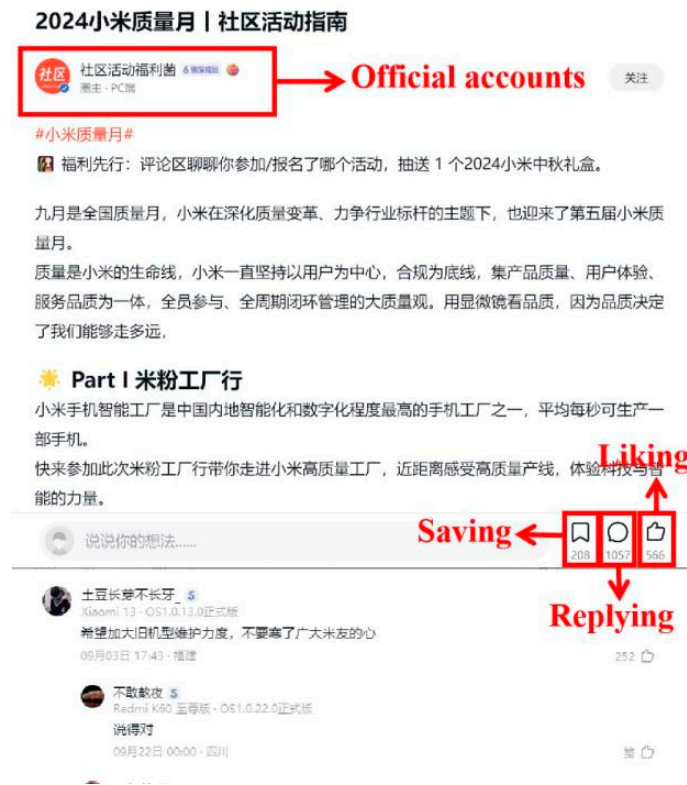 2024小米质量月丨社区活动指南
社区
社区活动福利菌
圈主 · PC端
Official accounts
关注
#小米质量月#
福利先行：评论区聊聊你参加/报名了哪个活动，抽送 1 个2024小米中秋礼盒。
九月是全国质量月，小米在深化质量变革、力争行业标杆的主题下，也迎来了第五届小米质
量月。
质量是小米的生命线，小米一直坚持以用户为中心，合规为底线，集产品质量、用户体验、
服务品质为一体，全员参与、全周期闭环管理的大质量观。用显微镜看品质，因为品质决定
了我们能够走多远，
Part I 米粉工厂行
小米手机智能工厂是中国内地智能化和数字化程度最高的手机工厂之一，平均每秒可生产一
部手机。
Liking
快来参加此次米粉工厂行带你走进小米高质量工厂，近距离感受高质量产线，体验科技与智
能的力量。
说说你的想法......
Saving
208
1057
566
Replying
土豆长芽不长牙_ 5
Xiaomi 13 · OS1.0.13.0正式版
希望加大旧机型维护力度，不要寒了广大米友的心
09月03日 17:43 · 福建
252
不敢熬夜 5
Redmi K60 至尊版 · OS1.0.22.0正式版
说得对
09月22日 00:00 · 四川
赞